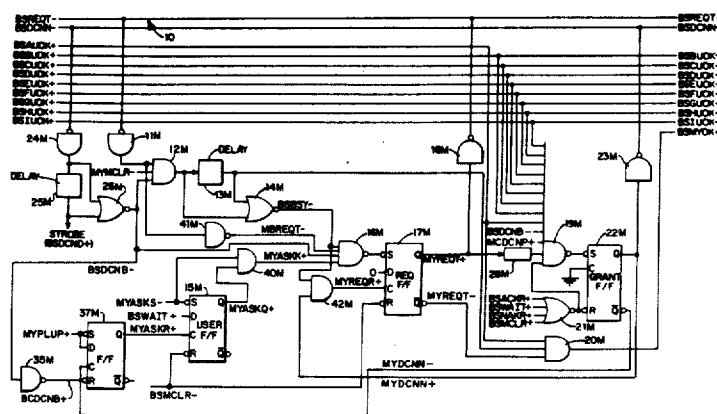 BSREQT- BSREQT-
BSDCNN- 10 BSDCNN-
BSAUOK+
BSBUOK+ BSBUOK+
BSCUOK+ BSCUOK+
BSDUOK+ BSDUOK+
BSEUOK+ BSEUOK+
BSFUOK+ BSFUOK+
BSGUOK+ BSGUOK+
BSHUOK+ BSHUOK+
BSIUOK+ BSIUOK+
BSMYOK+
24M 11M 12M DELAY 18M 23M
MYMCLR-
DELAY 26M 13M 14M
25M BSBSY-
41M MBREQT- 16M 17M BSDCNB- 19M 22M
STROBE MCDCNP+
(BSDCND+) MYASKK+ S Q MYREQT+ S Q
BSDCNB- 40M O D REQ F/F 28M C GRANT F/F
MYREQR+ C BSACKR+ R Q
MYASKS- 15M MYASKQ+ 42M R Q MYREQT- BSWAIT+
37M S Q BSNAKR+ 21M
MYPLUP+ S Q BSWAIT+ D USER F/F BSMCLR+
D MYASKR+ C 20M
35M F/F R Q
C MYDCNN-
R Q BSMCLR- MYDCNN+
BCDCNB+